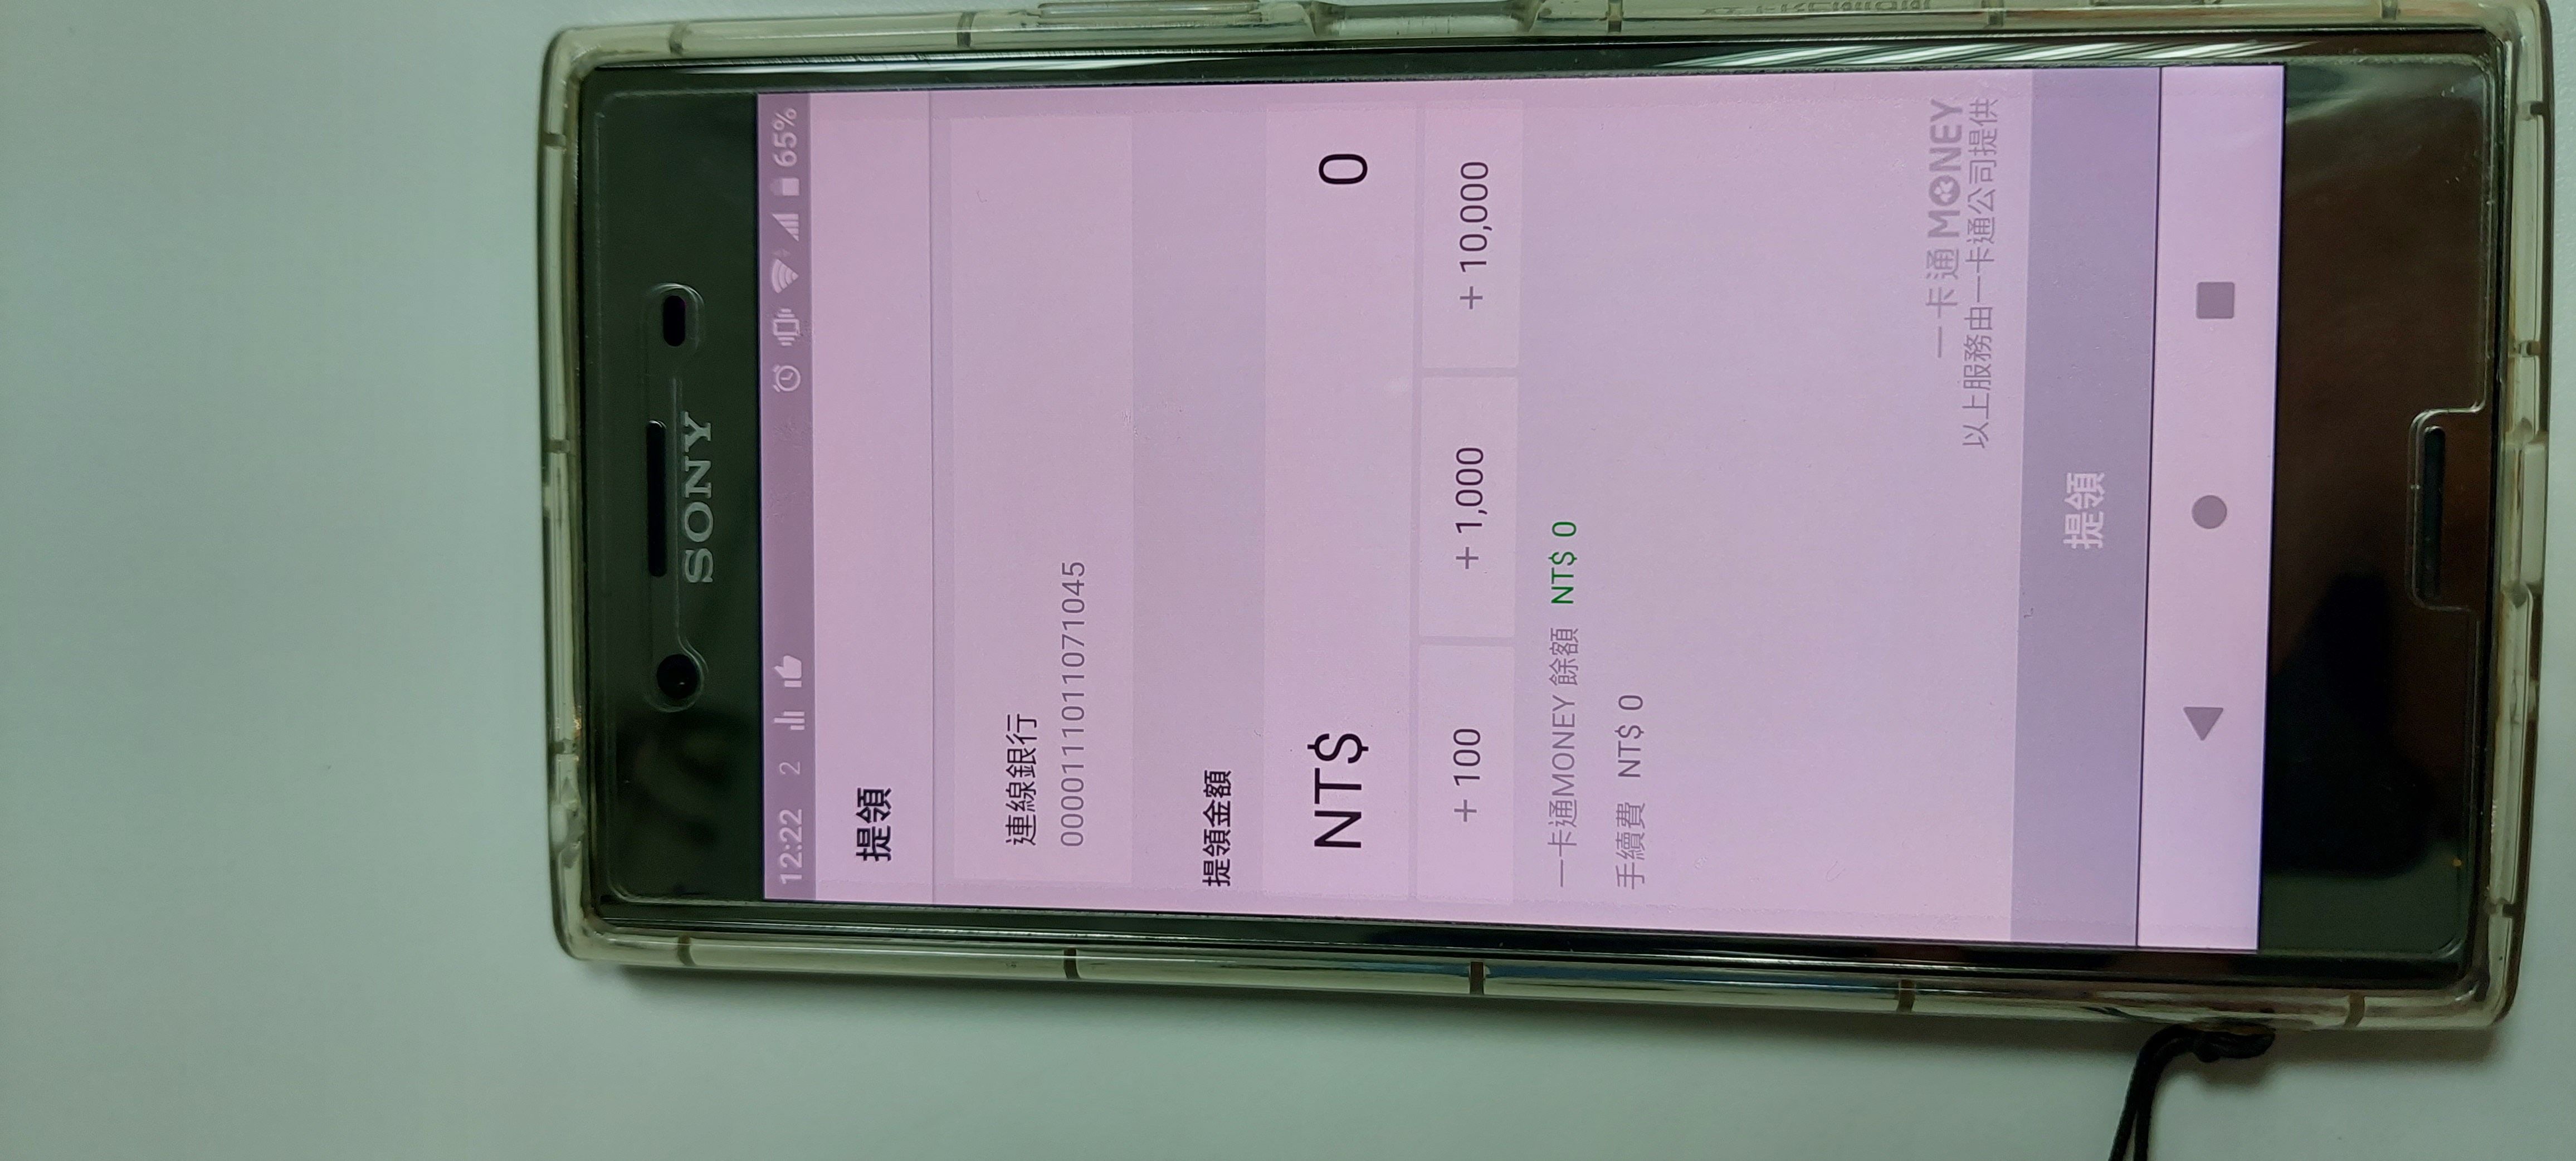 SONY
12:22 2 65%
提領
連線銀行
0000111011071045
提領金額
NT$ 0
+ 100 + 1,000 + 10,000
一卡通MONEY 餘額 NT$ 0
手續費 NT$ 0
一卡通 MONEY
以上服務由一卡通公司提供
提領